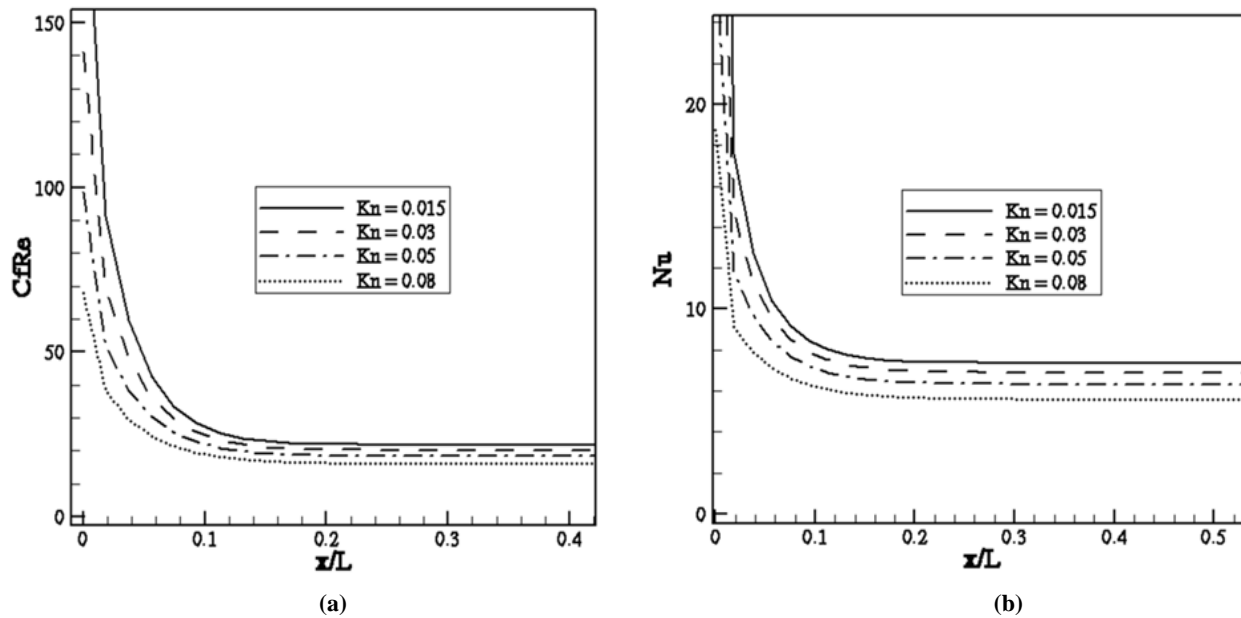 150
100
50
0
CfRe
Kn = 0.015
Kn = 0.03
Kn = 0.05
Kn = 0.08
0 0.1 0.2 0.3 0.4
x/L
(a)
20
10
0
Nu
Kn = 0.015
Kn = 0.03
Kn = 0.05
Kn = 0.08
0 0.1 0.2 0.3 0.4 0.5
x/L
(b)